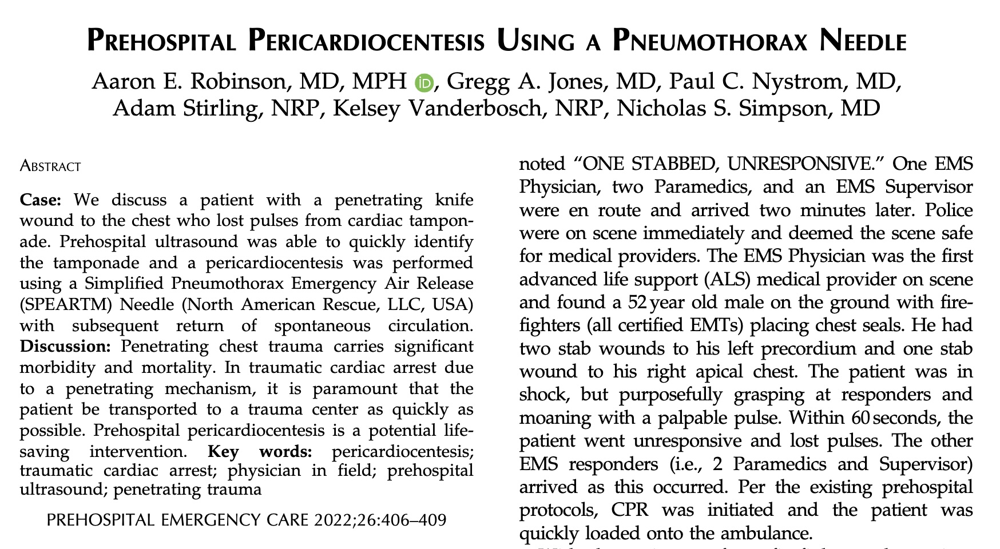 PREHOSPITAL PERICARDIOCENTESIS USING A PNEUMOTHORAX NEEDLE
Aaron E. Robinson, MD, MPH iD, Gregg A. Jones, MD, Paul C. Nystrom, MD,
Adam Stirling, NRP, Kelsey Vanderbosch, NRP, Nicholas S. Simpson, MD
ABSTRACT
Case: We discuss a patient with a penetrating knife
wound to the chest who lost pulses from cardiac tampon-
ade. Prehospital ultrasound was able to quickly identify
the tamponade and a pericardiocentesis was performed
using a Simplified Pneumothorax Emergency Air Release
(SPEARTM) Needle (North American Rescue, LLC, USA)
with subsequent return of spontaneous circulation.
Discussion: Penetrating chest trauma carries significant
morbidity and mortality. In traumatic cardiac arrest due
to a penetrating mechanism, it is paramount that the
patient be transported to a trauma center as quickly as
possible. Prehospital pericardiocentesis is a potential life-
saving intervention. Key words: pericardiocentesis;
traumatic cardiac arrest; physician in field; prehospital
ultrasound; penetrating trauma
PREHOSPITAL EMERGENCY CARE 2022;26:406–409
noted “ONE STABBED, UNRESPONSIVE.” One EMS
Physician, two Paramedics, and an EMS Supervisor
were en route and arrived two minutes later. Police
were on scene immediately and deemed the scene safe
for medical providers. The EMS Physician was the first
advanced life support (ALS) medical provider on scene
and found a 52 year old male on the ground with fire-
fighters (all certified EMTs) placing chest seals. He had
two stab wounds to his left precordium and one stab
wound to his right apical chest. The patient was in
shock, but purposefully grasping at responders and
moaning with a palpable pulse. Within 60 seconds, the
patient went unresponsive and lost pulses. The other
EMS responders (i.e., 2 Paramedics and Supervisor)
arrived as this occurred. Per the existing prehospital
protocols, CPR was initiated and the patient was
quickly loaded onto the ambulance.